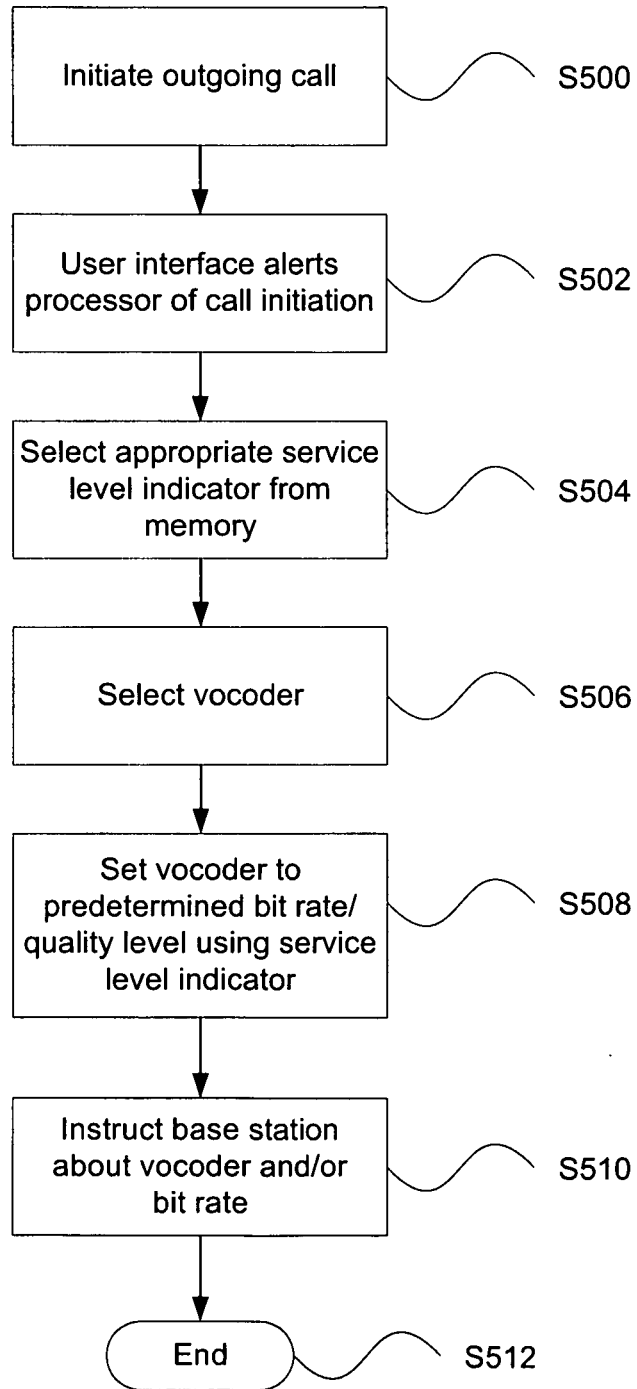 Initiate outgoing call
S500
User interface alerts
processor of call initiation
S502
Select appropriate service
level indicator from
memory
S504
Select vocoder
S506
Set vocoder to
predetermined bit rate/
quality level using service
level indicator
S508
Instruct base station
about vocoder and/or
bit rate
S510
End
S512